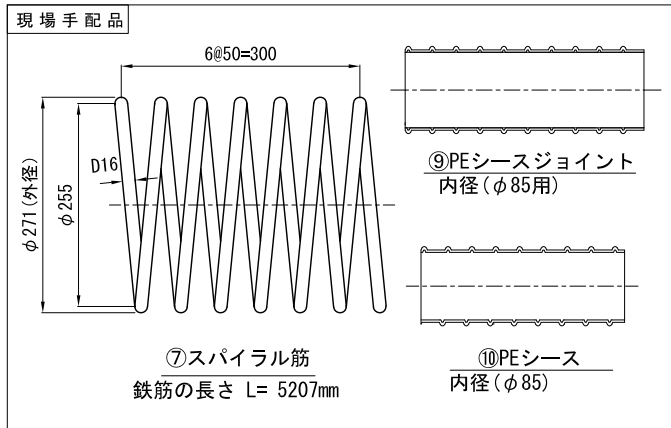 現場手配品
6@50=300
D16
φ271(外径)
φ255
⑦スパイラル筋
鉄筋の長さ L= 5207mm
⑨PEシースジョイント
内径(φ85用)
⑩PEシース
内径(φ85)